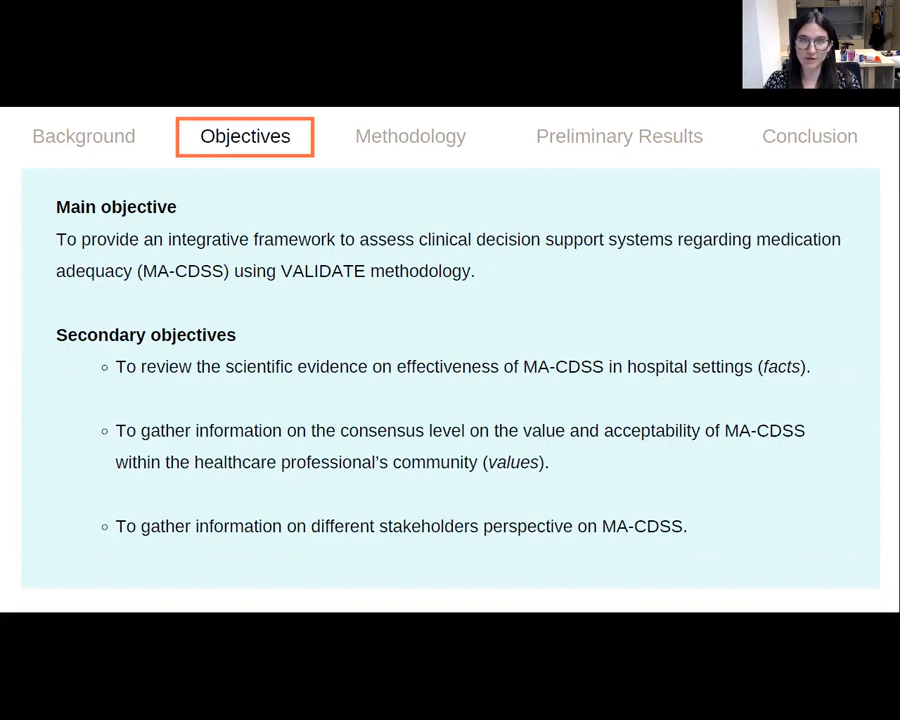 Background
Objectives
Methodology
Preliminary Results
Conclusion
Main objective
To provide an integrative framework to assess clinical decision support systems regarding medication
adequacy (MA-CDSS) using VALIDATE methodology.
Secondary objectives
◦ To review the scientific evidence on effectiveness of MA-CDSS in hospital settings (facts).
◦ To gather information on the consensus level on the value and acceptability of MA-CDSS
within the healthcare professional’s community (values).
◦ To gather information on different stakeholders perspective on MA-CDSS.